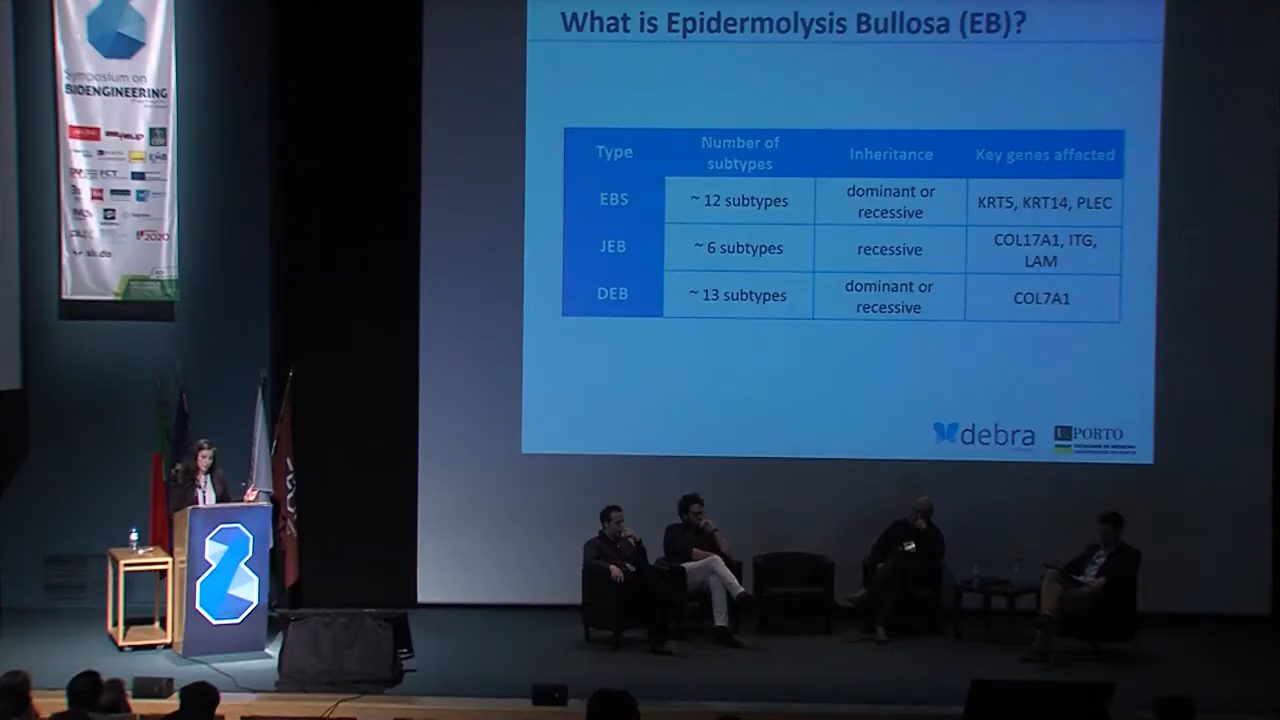 What is Epidermolysis Bullosa (EB)?
Type
Number of
subtypes
Inheritance
Key genes affected
EBS
~ 12 subtypes
dominant or
recessive
KRT5, KRT14, PLEC
JEB
~ 6 subtypes
recessive
COL17A1, ITG,
LAM
DEB
~ 13 subtypes
dominant or
recessive
COL7A1
debra
U.PORTO
Symposium on
BIOENGINEERING
FCT
2020